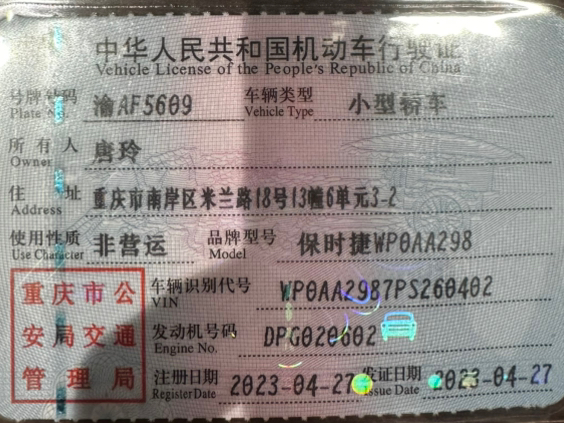 中华人民共和国机动车行驶证
Vehicle License of the People's Republic of China
号牌号码 渝AF5609 车辆类型 小型轿车
Plate No. Vehicle Type
所有人 唐玲
Owner
住址 重庆市南岸区米兰路18号13幢6单元3-2
Address
使用性质 非营运 品牌型号 保时捷WP0AA298
Use Character Model
重庆市公 车辆识别代号 WP0AA2987PS260402
VIN
安局交通 发动机号码 DPG020602
Engine No.
管理局 注册日期 2023-04-27 发证日期 2023-04-27
Register Date Issue Date